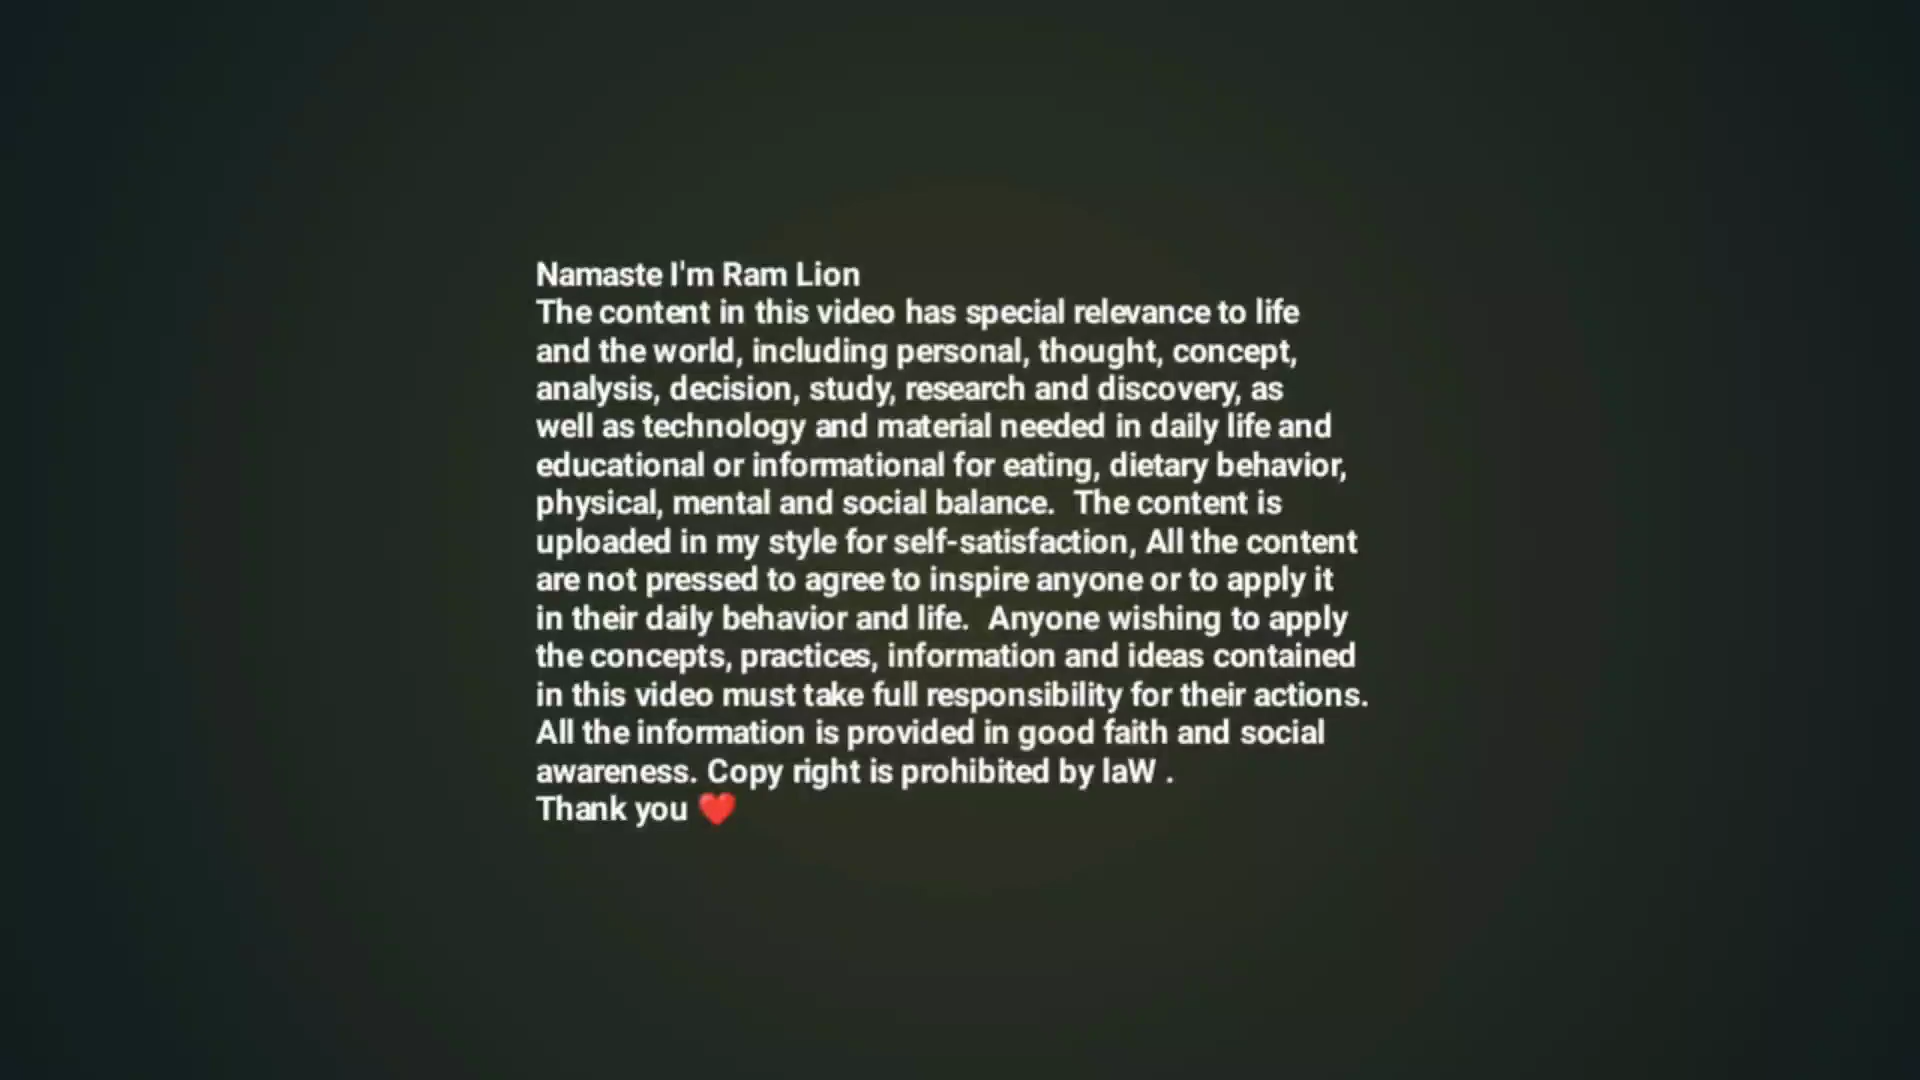 Namaste I'm Ram Lion
The content in this video has special relevance to life
and the world, including personal, thought, concept,
analysis, decision, study, research and discovery, as
well as technology and material needed in daily life and
educational or informational for eating, dietary behavior,
physical, mental and social balance.  The content is
uploaded in my style for self-satisfaction, All the content
are not pressed to agree to inspire anyone or to apply it
in their daily behavior and life.  Anyone wishing to apply
the concepts, practices, information and ideas contained
in this video must take full responsibility for their actions.
All the information is provided in good faith and social
awareness. Copy right is prohibited by laW .
Thank you ❤️